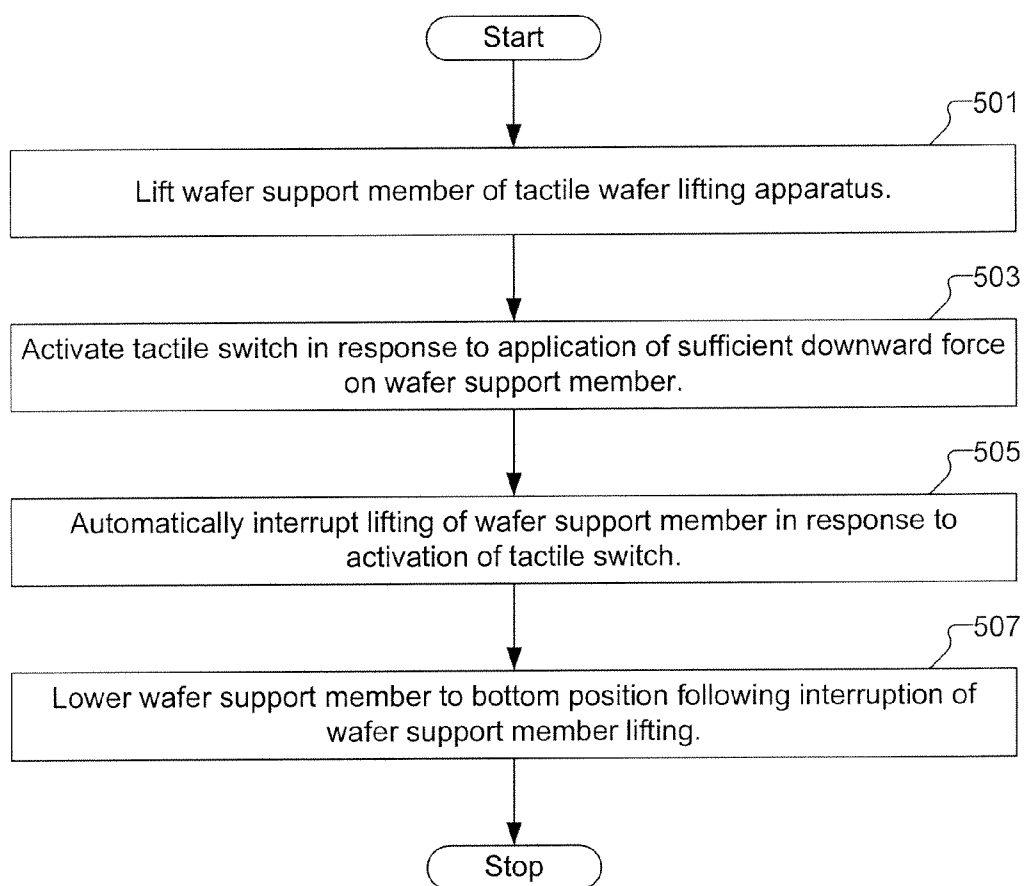 Start
501
Lift wafer support member of tactile wafer lifting apparatus.
503
Activate tactile switch in response to application of sufficient downward force
on wafer support member.
505
Automatically interrupt lifting of wafer support member in response to
activation of tactile switch.
507
Lower wafer support member to bottom position following interruption of
wafer support member lifting.
Stop